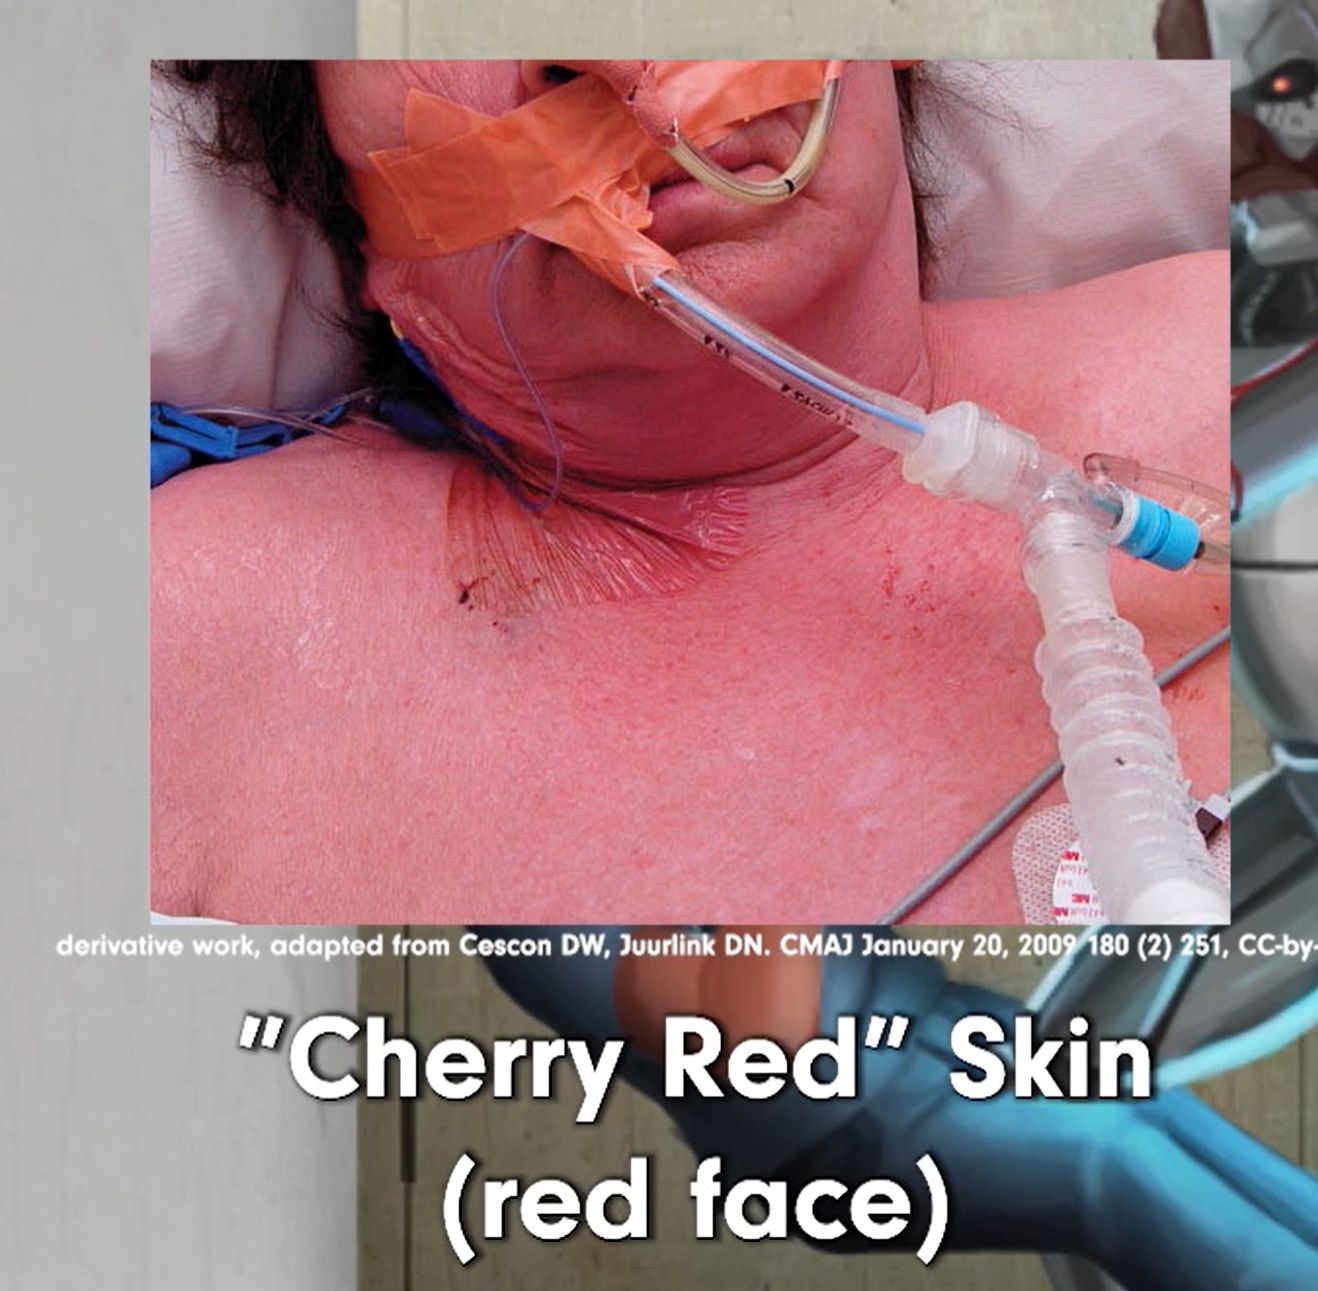 derivative work, adapted from Cescon DW, Juurlink DN. CMAJ January 20, 2009 180 (2) 251, CC-by-
"Cherry Red" Skin
(red face)